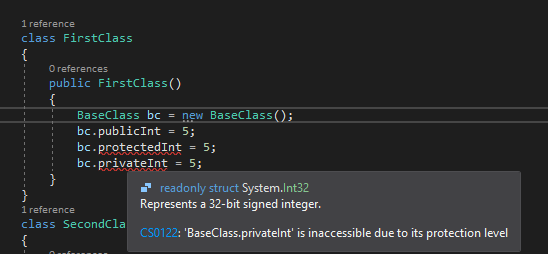 1 reference
class FirstClass
{
0 references
public FirstClass()
{
BaseClass bc = new BaseClass();
bc.publicInt = 5;
bc.protectedInt = 5;
bc.privateInt = 5;
}
}
readonly struct System.Int32
Represents a 32-bit signed integer.
CS0122: 'BaseClass.privateInt' is inaccessible due to its protection level
1 reference
class SecondCla
{